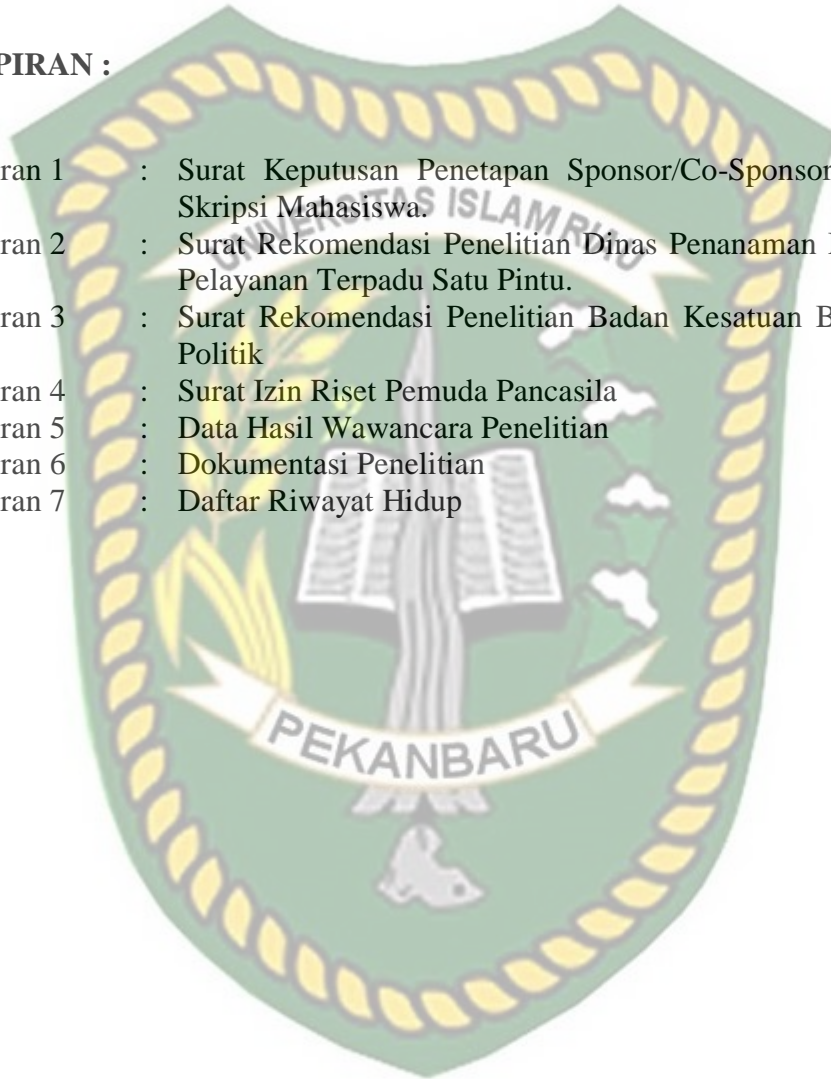 PIRAN :
ran 1 : Surat Keputusan Penetapan Sponsor/Co-Sponsor
Skripsi Mahasiswa.
ran 2 : Surat Rekomendasi Penelitian Dinas Penanaman
Pelayanan Terpadu Satu Pintu.
ran 3 : Surat Rekomendasi Penelitian Badan Kesatuan B
Politik
ran 4 : Surat Izin Riset Pemuda Pancasila
ran 5 : Data Hasil Wawancara Penelitian
ran 6 : Dokumentasi Penelitian
ran 7 : Daftar Riwayat Hidup
UNIVERSITAS ISLAM RIAU
PEKANBARU